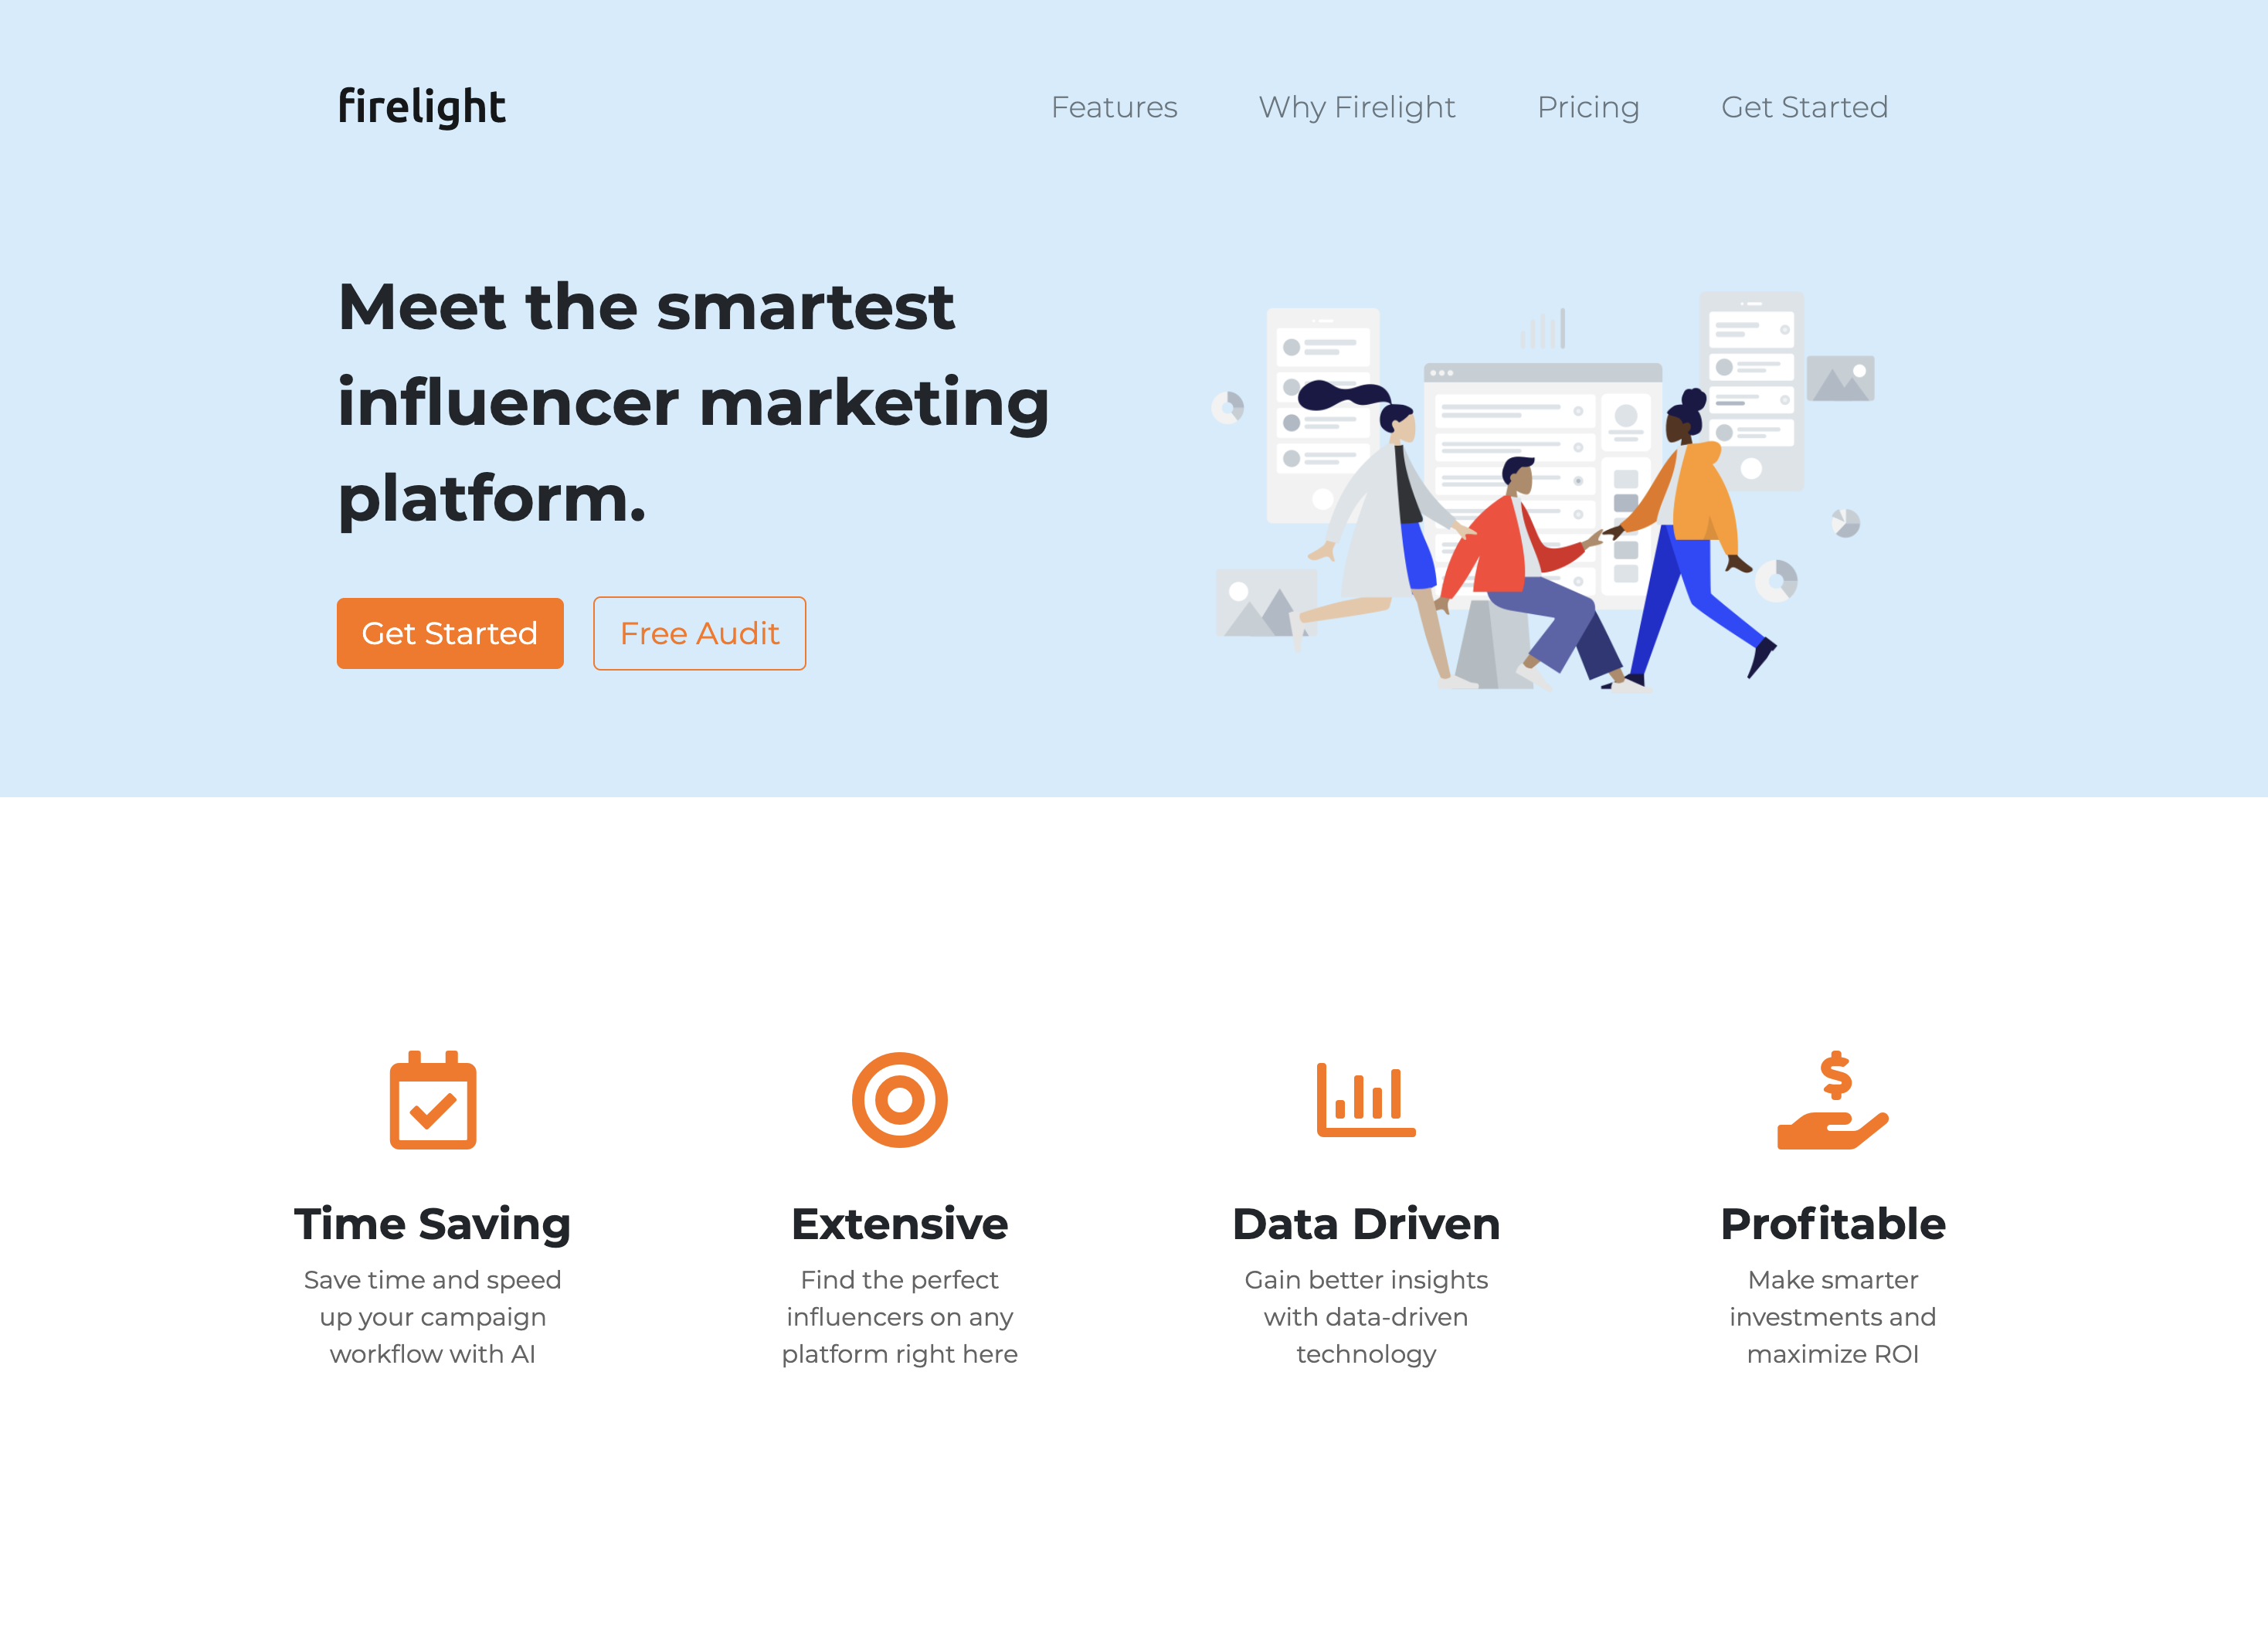 firelight
Features Why Firelight Pricing Get Started
Meet the smartest
influencer marketing
platform.
Get Started Free Audit
Time Saving
Save time and speed
up your campaign
workflow with AI
Extensive
Find the perfect
influencers on any
platform right here
Data Driven
Gain better insights
with data-driven
technology
$
Profitable
Make smarter
investments and
maximize ROI